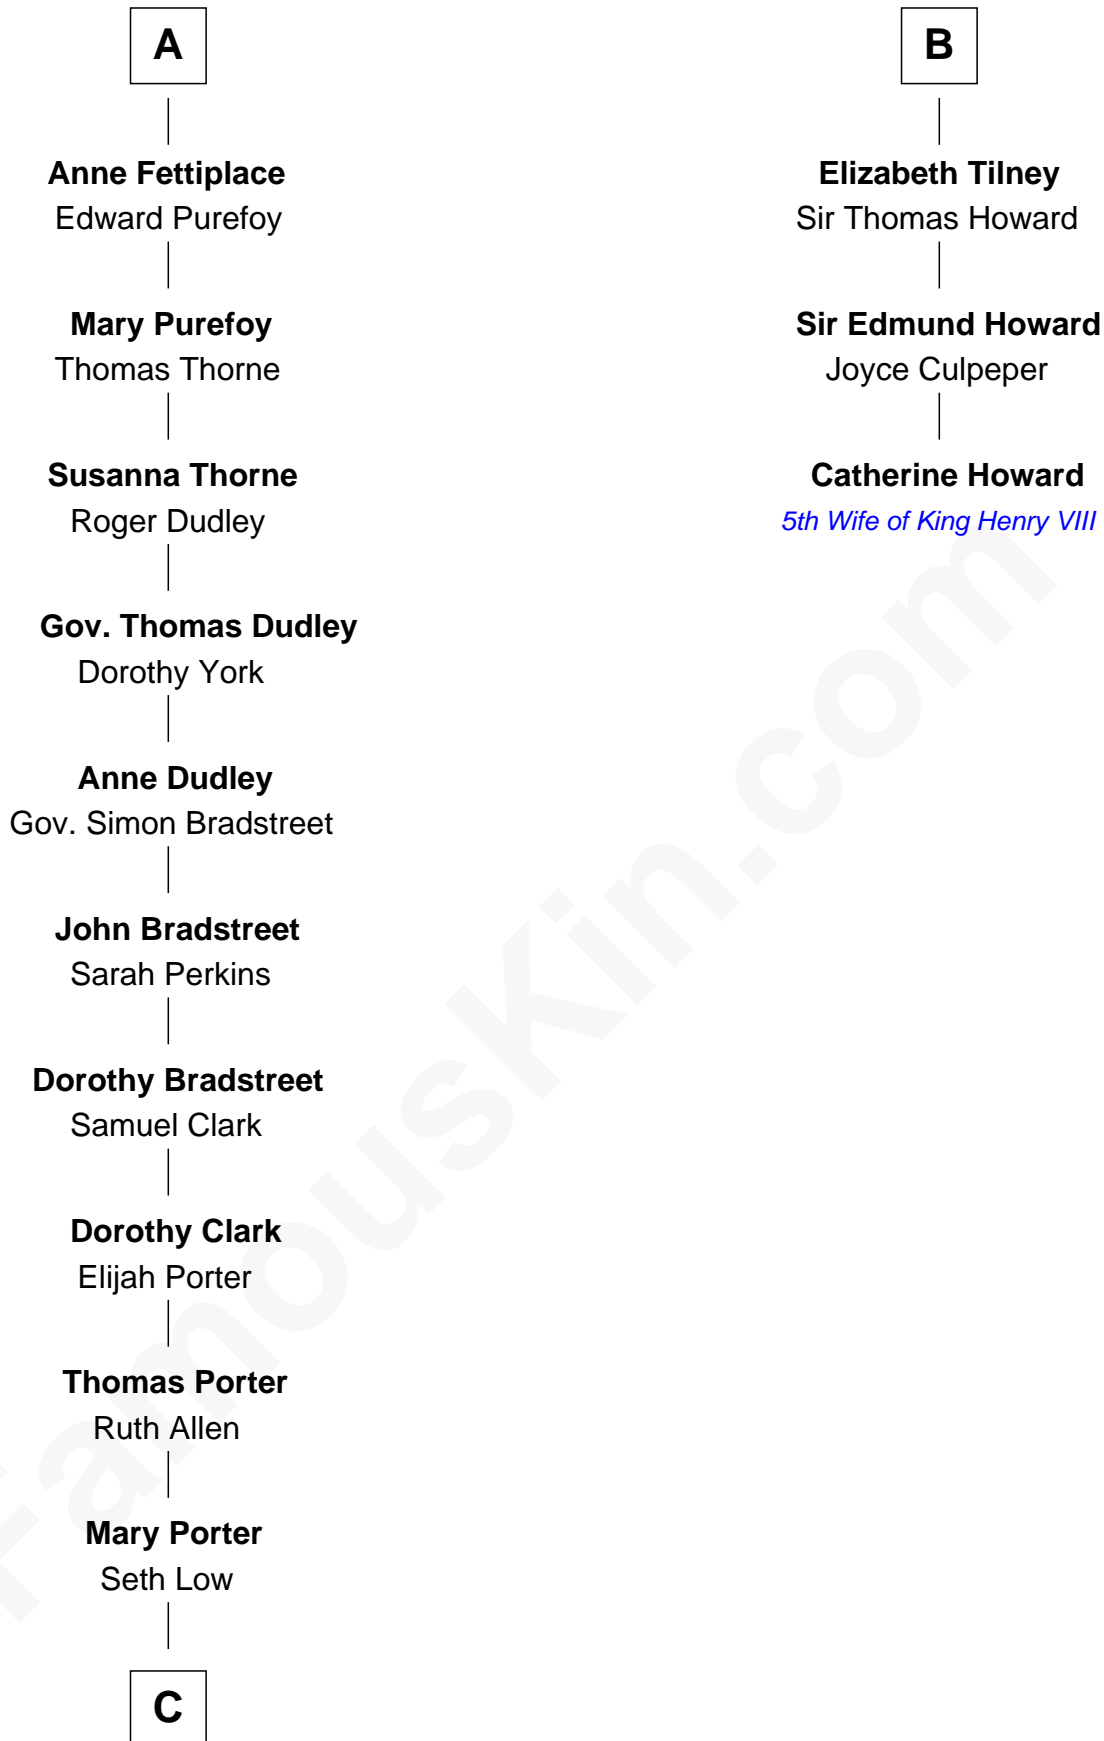 A
Anne Fettiplace
Edward Purefoy
Mary Purefoy
Thomas Thorne
Susanna Thorne
Roger Dudley
Gov. Thomas Dudley
Dorothy York
Anne Dudley
Gov. Simon Bradstreet
John Bradstreet
Sarah Perkins
Dorothy Bradstreet
Samuel Clark
Dorothy Clark
Elijah Porter
Thomas Porter
Ruth Allen
Mary Porter
Seth Low
C
B
Elizabeth Tilney
Sir Thomas Howard
Sir Edmund Howard
Joyce Culpeper
Catherine Howard
5th Wife of King Henry VIII
FamousKin.com